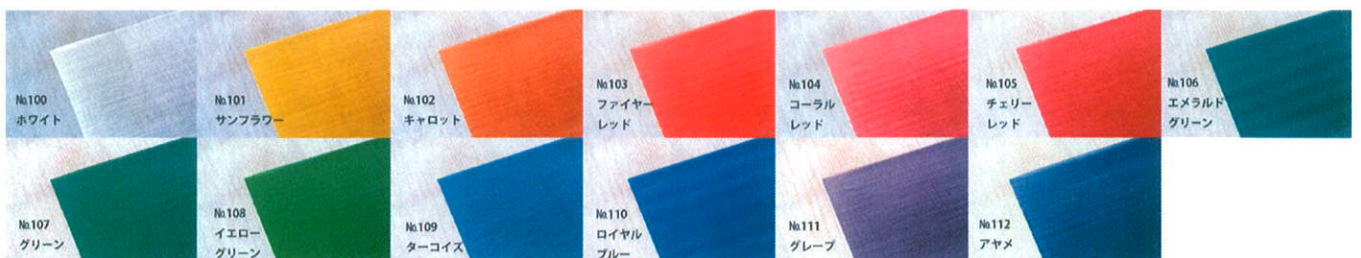 №100
ホワイト
№101
サンフラワー
№102
キャロット
№103
ファイヤー
レッド
№104
コーラル
レッド
№105
チェリー
レッド
№106
エメラルド
グリーン
№107
グリーン
№108
イエロー
グリーン
№109
ターコイズ
№110
ロイヤル
ブルー
№111
グレープ
№112
アヤメ